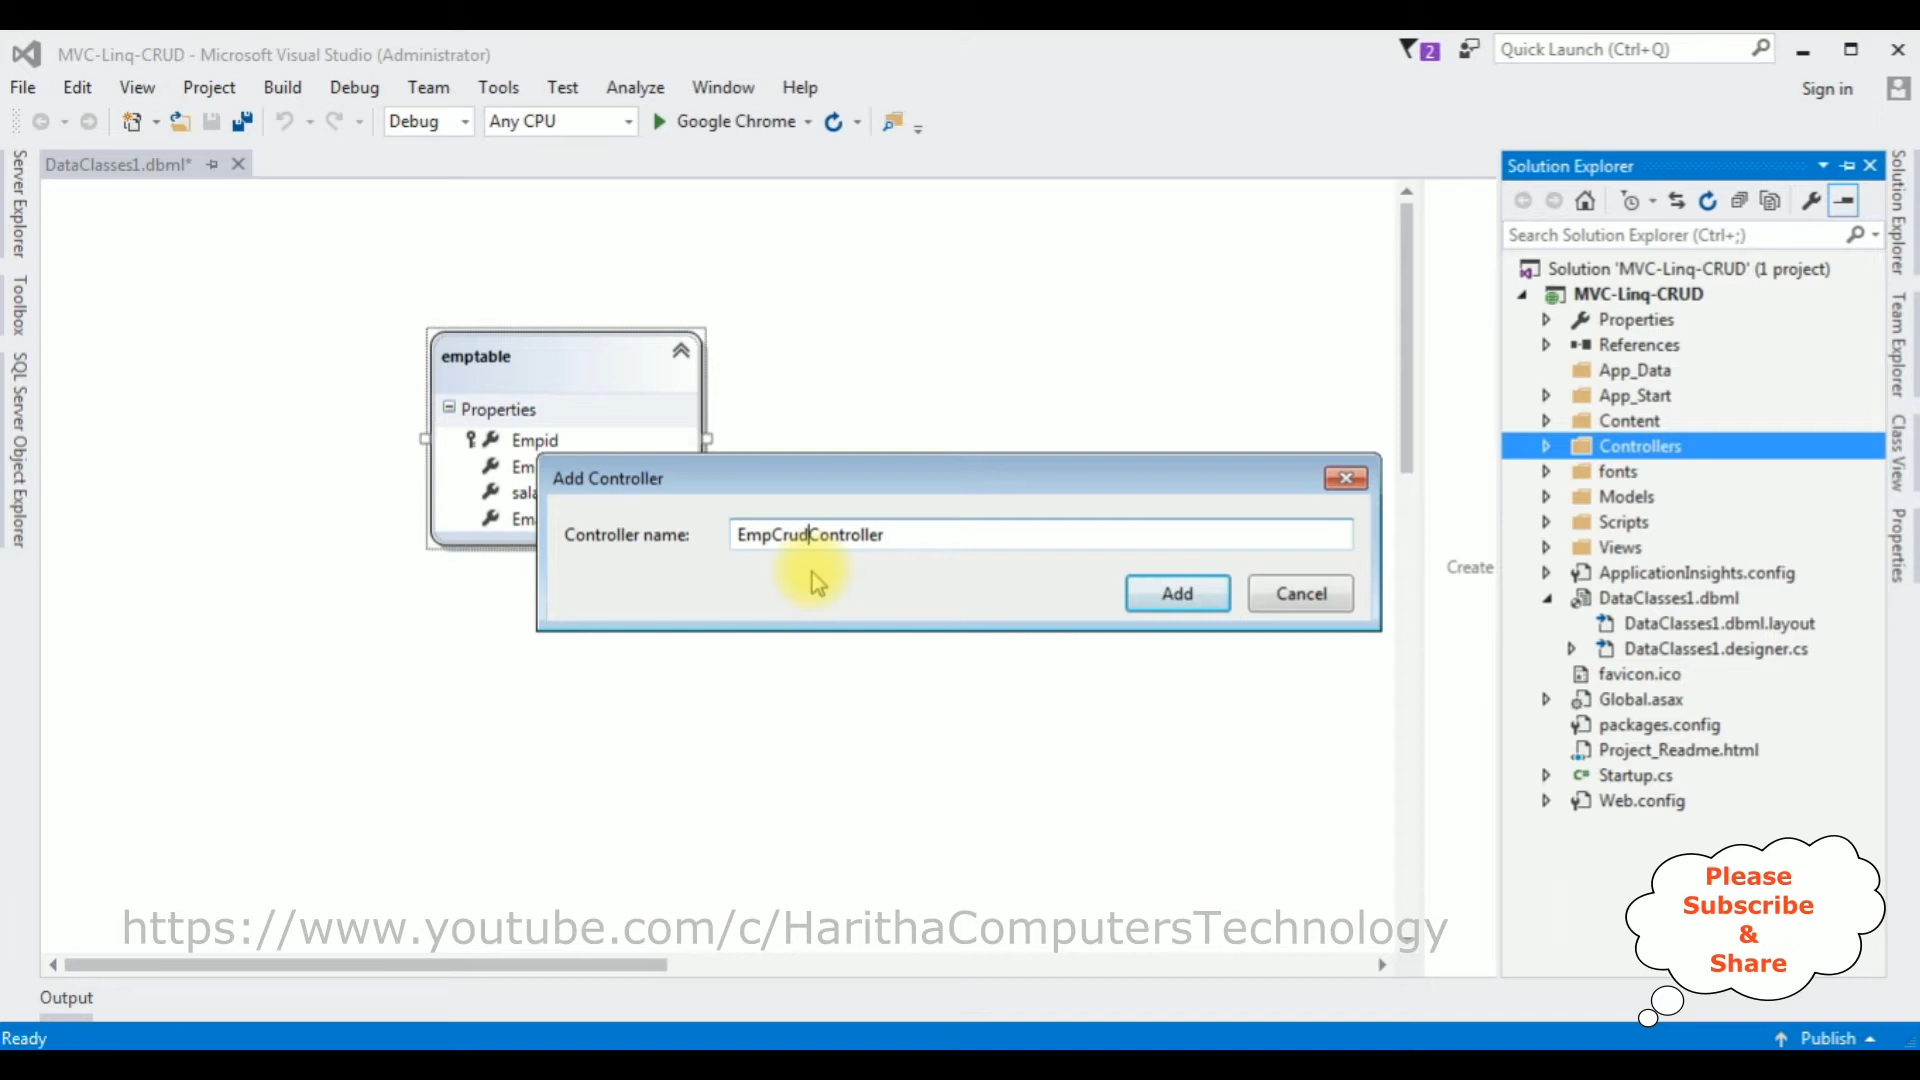 MVC-Linq-CRUD - Microsoft Visual Studio (Administrator)
2
Quick Launch (Ctrl+Q)
File Edit View Project Build Debug Team Tools Test Analyze Window Help
Sign in
Debug
Any CPU
Google Chrome
DataClasses1.dbml*
Server Explorer
Toolbox
SQL Server Object Explorer
emptable
Properties
Empid
Em
sala
Em
Add Controller
Controller name:
EmpCrudController
Add
Cancel
Create
Solution Explorer
Search Solution Explorer (Ctrl+;)
Solution 'MVC-Linq-CRUD' (1 project)
MVC-Linq-CRUD
Properties
References
App_Data
App_Start
Content
Controllers
fonts
Models
Scripts
Views
ApplicationInsights.config
DataClasses1.dbml
DataClasses1.dbml.layout
DataClasses1.designer.cs
favicon.ico
Global.asax
packages.config
Project_Readme.html
C# Startup.cs
Web.config
Solution Explorer
Team Explorer
Class View
Properties
https://www.youtube.com/c/HarithaComputersTechnology
Please
Subscribe
&
Share
Output
Ready
Publish